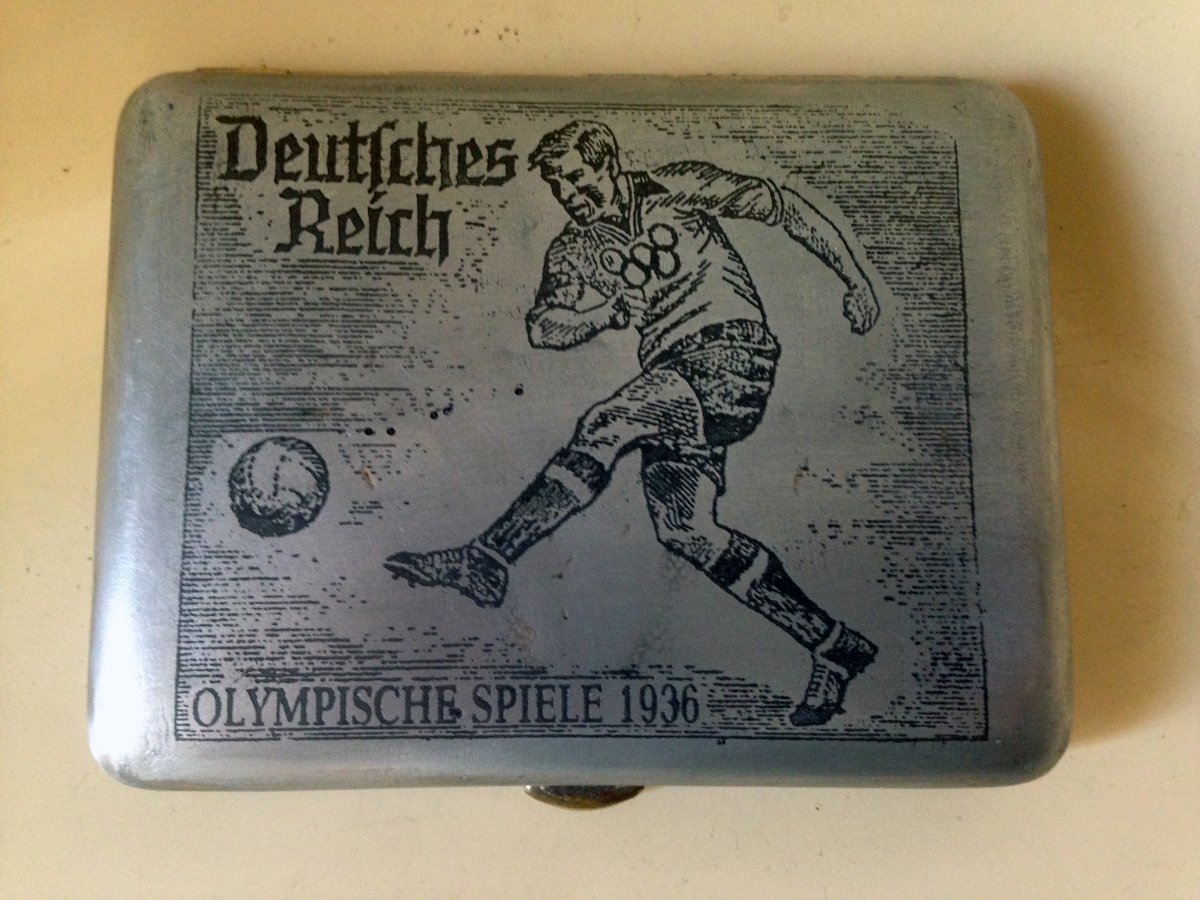 Deutſches
Reich
OLYMPISCHE SPIELE 1936